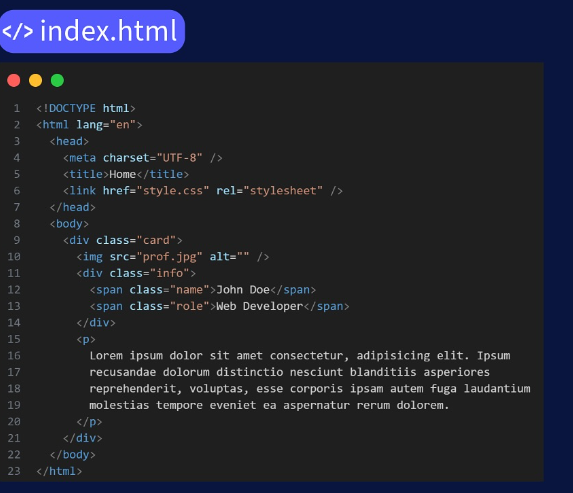 </> index.html
1 <!DOCTYPE html>
2 <html lang="en">
3   <head>
4     <meta charset="UTF-8" />
5     <title>Home</title>
6     <link href="style.css" rel="stylesheet" />
7   </head>
8   <body>
9     <div class="card">
10       <img src="prof.jpg" alt="" />
11       <div class="info">
12         <span class="name">John Doe</span>
13         <span class="role">Web Developer</span>
14       </div>
15       <p>
16         Lorem ipsum dolor sit amet consectetur, adipisicing elit. Ipsum
17         recusandae dolorum distinctio nesciunt blanditiis asperiores
18         reprehenderit, voluptas, esse corporis ipsam autem fuga laudantium
19         molestias tempore eveniet ea aspernatur rerum dolorem.
20       </p>
21     </div>
22   </body>
23 </html>